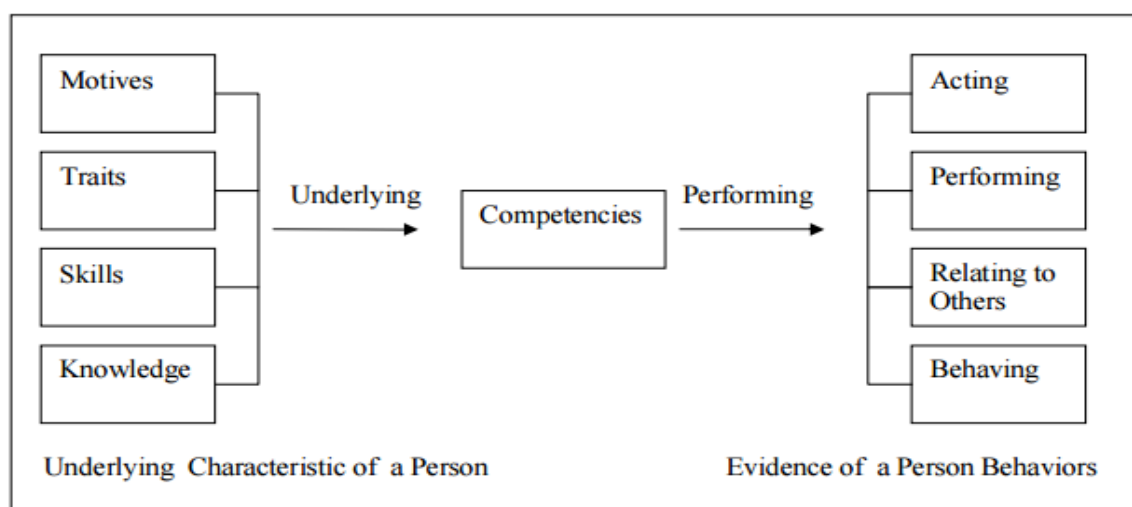 Motives
Traits
Skills
Knowledge
Underlying
Competencies
Performing
Acting
Performing
Relating to
Others
Behaving
Underlying Characteristic of a Person
Evidence of a Person Behaviors